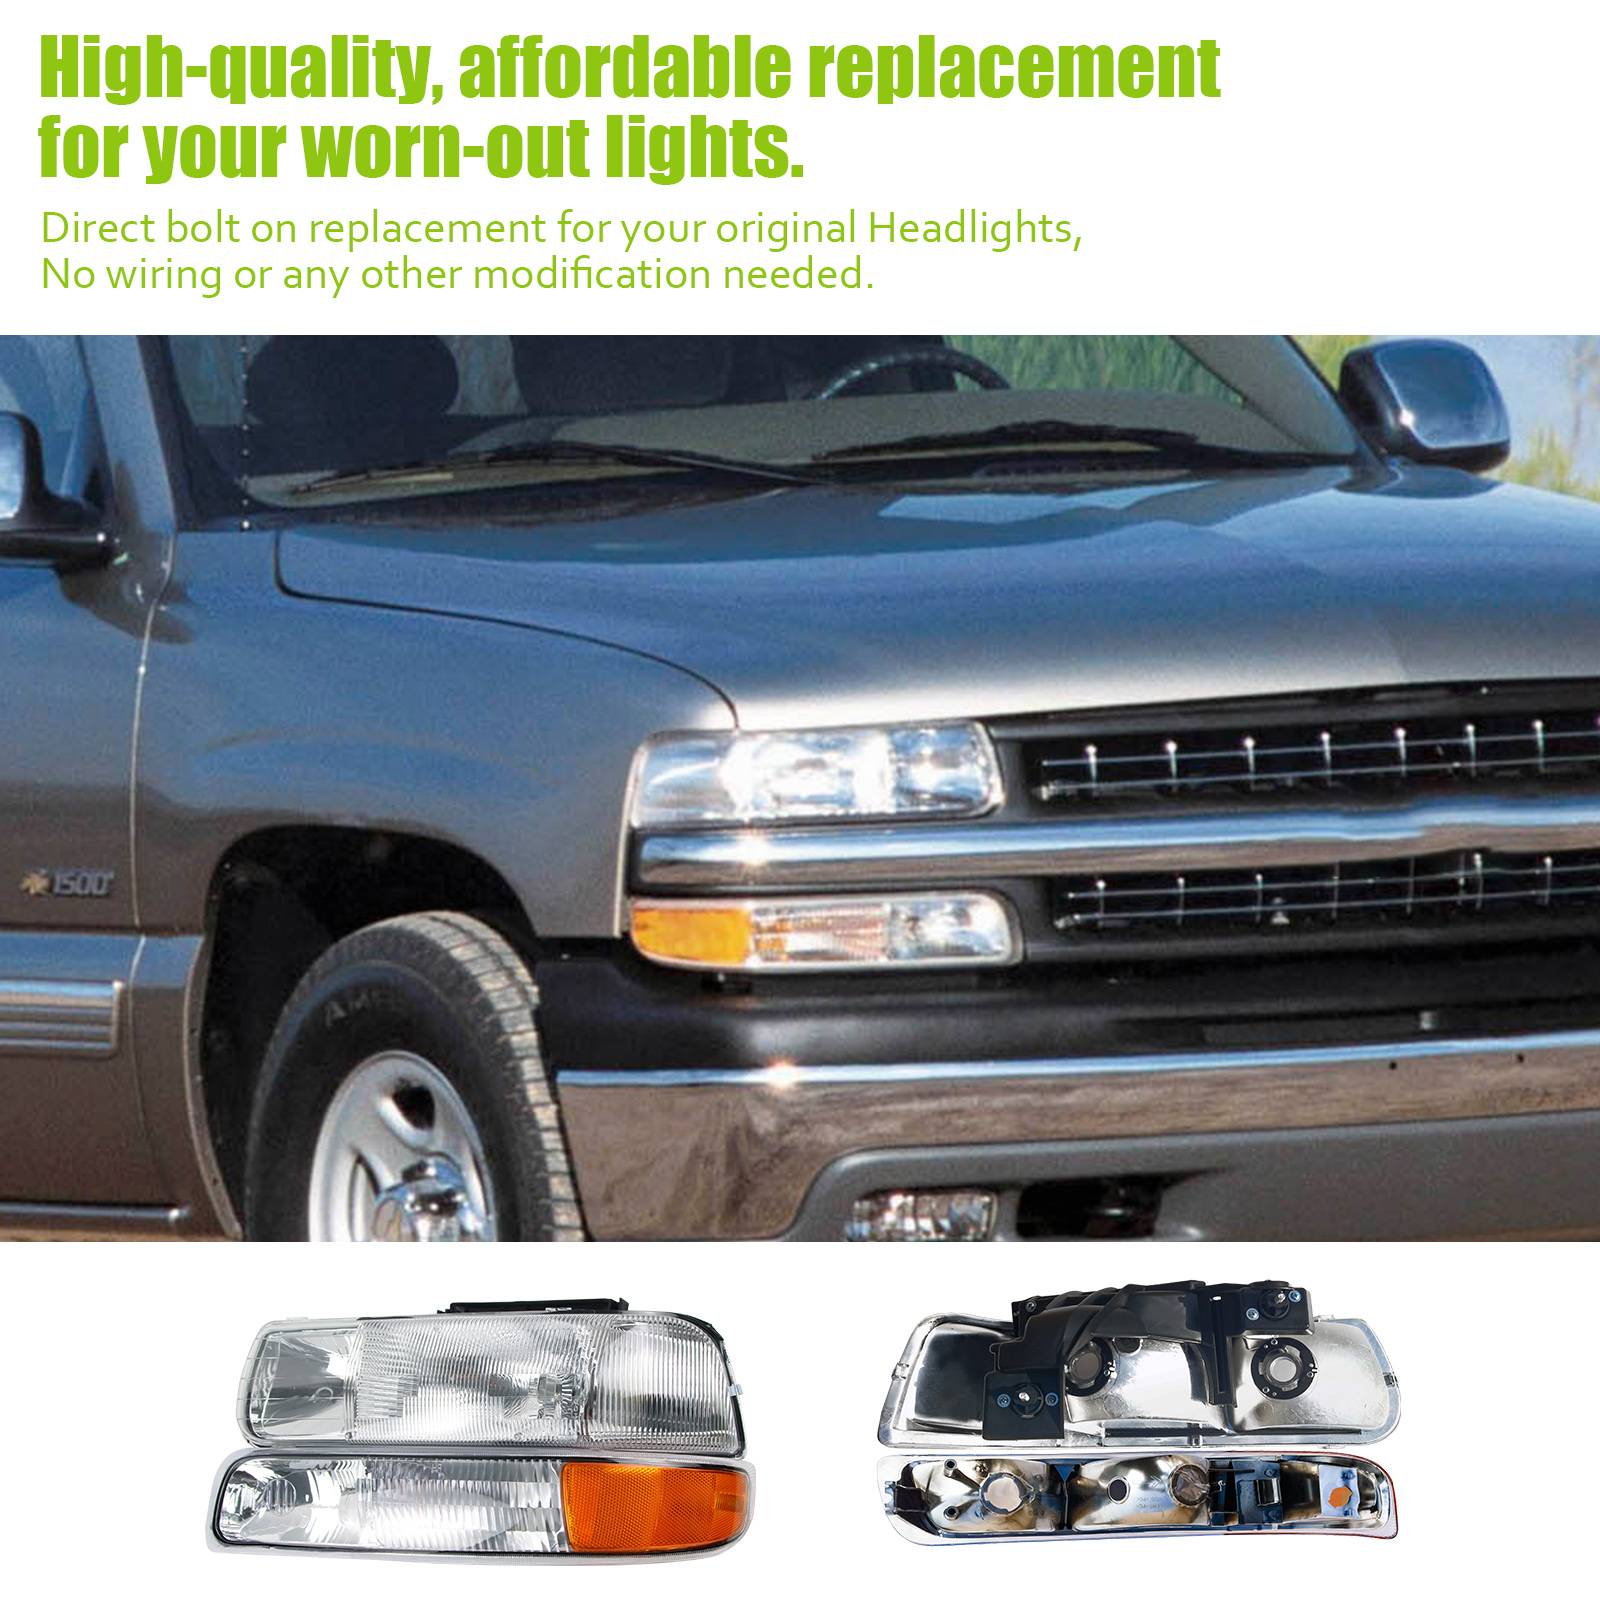 High-quality, affordable replacement
for your worn-out lights.
Direct bolt on replacement for your original Headlights,
No wiring or any other modification needed.
1500